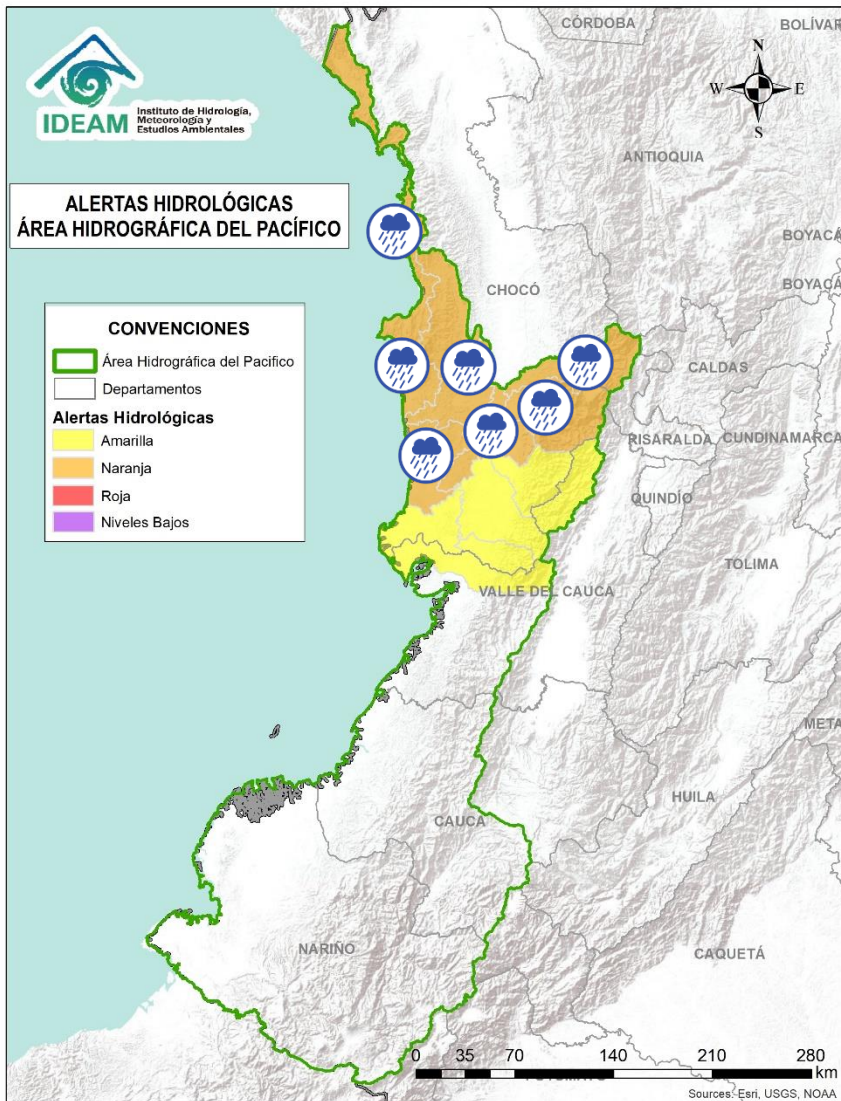 CÓRDOBA
BOLÍVAR
N
W E
S
IDEAM
Instituto de Hidrología,
Meteorología y
Estudios Ambientales
ANTIOQUIA
ALERTAS HIDROLÓGICAS
ÁREA HIDROGRÁFICA DEL PACÍFICO
BOYACÁ
BOYACÁ
CHOCÓ
CONVENCIONES
Área Hidrográfica del Pacifico
Departamentos
Alertas Hidrológicas
Amarilla
Naranja
Roja
Niveles Bajos
CALDAS
RISARALDA
CUNDINAMARCA
QUINDÍO
TOLIMA
VALLE DEL CAUCA
META
HUILA
CAUCA
NARIÑO
CAQUETÁ
0 35 70 140 210 280
km
Sources: Esri, USGS, NOAA